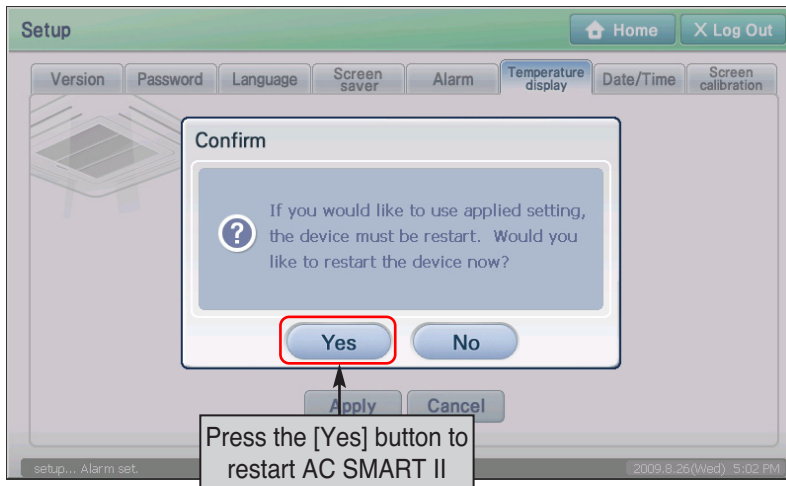 Setup
Home
X Log Out
Version
Password
Language
Screen
saver
Alarm
Temperature
display
Date/Time
Screen
calibration
Confirm
?
If you would like to use applied setting,
the device must be restart. Would you
like to restart the device now?
Yes
No
Apply
Cancel
Press the [Yes] button to
restart AC SMART II
setup... Alarm set.
2009.8.26(Wed) 5:02 PM